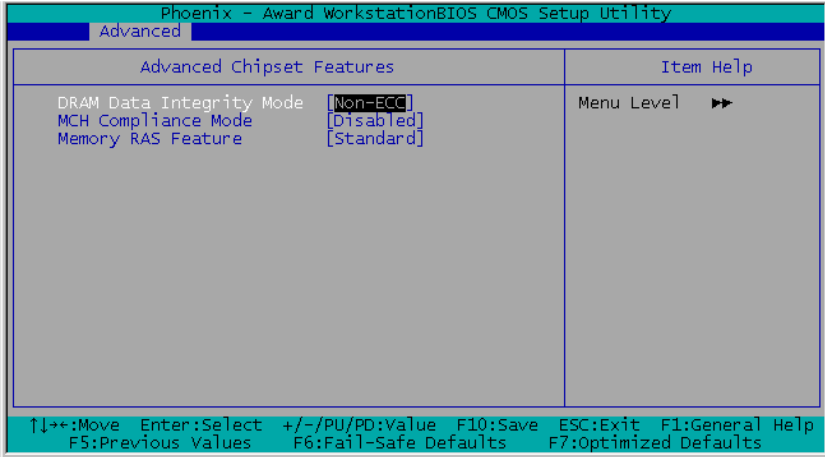 Phoenix - Award WorkstationBIOS CMOS Setup Utility
Advanced
Advanced Chipset Features
Item Help
DRAM Data Integrity Mode [Non-ECC]
MCH Compliance Mode [Disabled]
Memory RAS Feature [Standard]
Menu Level ►►
↑↓→←:Move Enter:Select +/-/PU/PD:Value F10:Save ESC:Exit F1:General Help
F5:Previous Values F6:Fail-Safe Defaults F7:Optimized Defaults